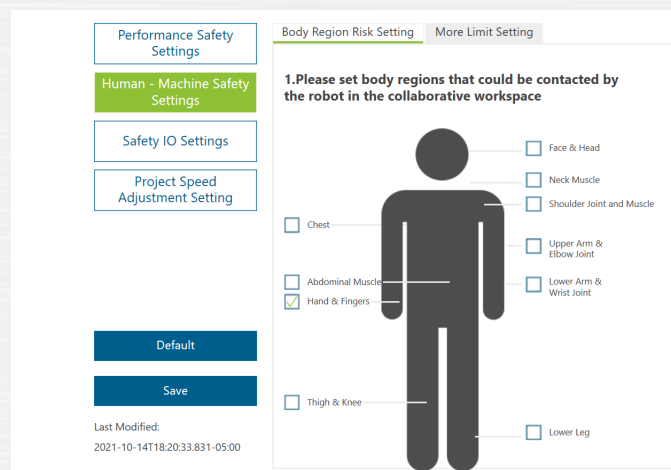 Performance Safety
Settings
Human - Machine Safety
Settings
Safety IO Settings
Project Speed
Adjustment Setting
Default
Save
Last Modified:
2021-10-14T18:20:33.831-05:00
Body Region Risk Setting
More Limit Setting
1.Please set body regions that could be contacted by
the robot in the collaborative workspace
Face & Head
Neck Muscle
Shoulder Joint and Muscle
Chest
Upper Arm &
Elbow Joint
Abdominal Muscle
Lower Arm &
Wrist Joint
Hand & Fingers
Thigh & Knee
Lower Leg